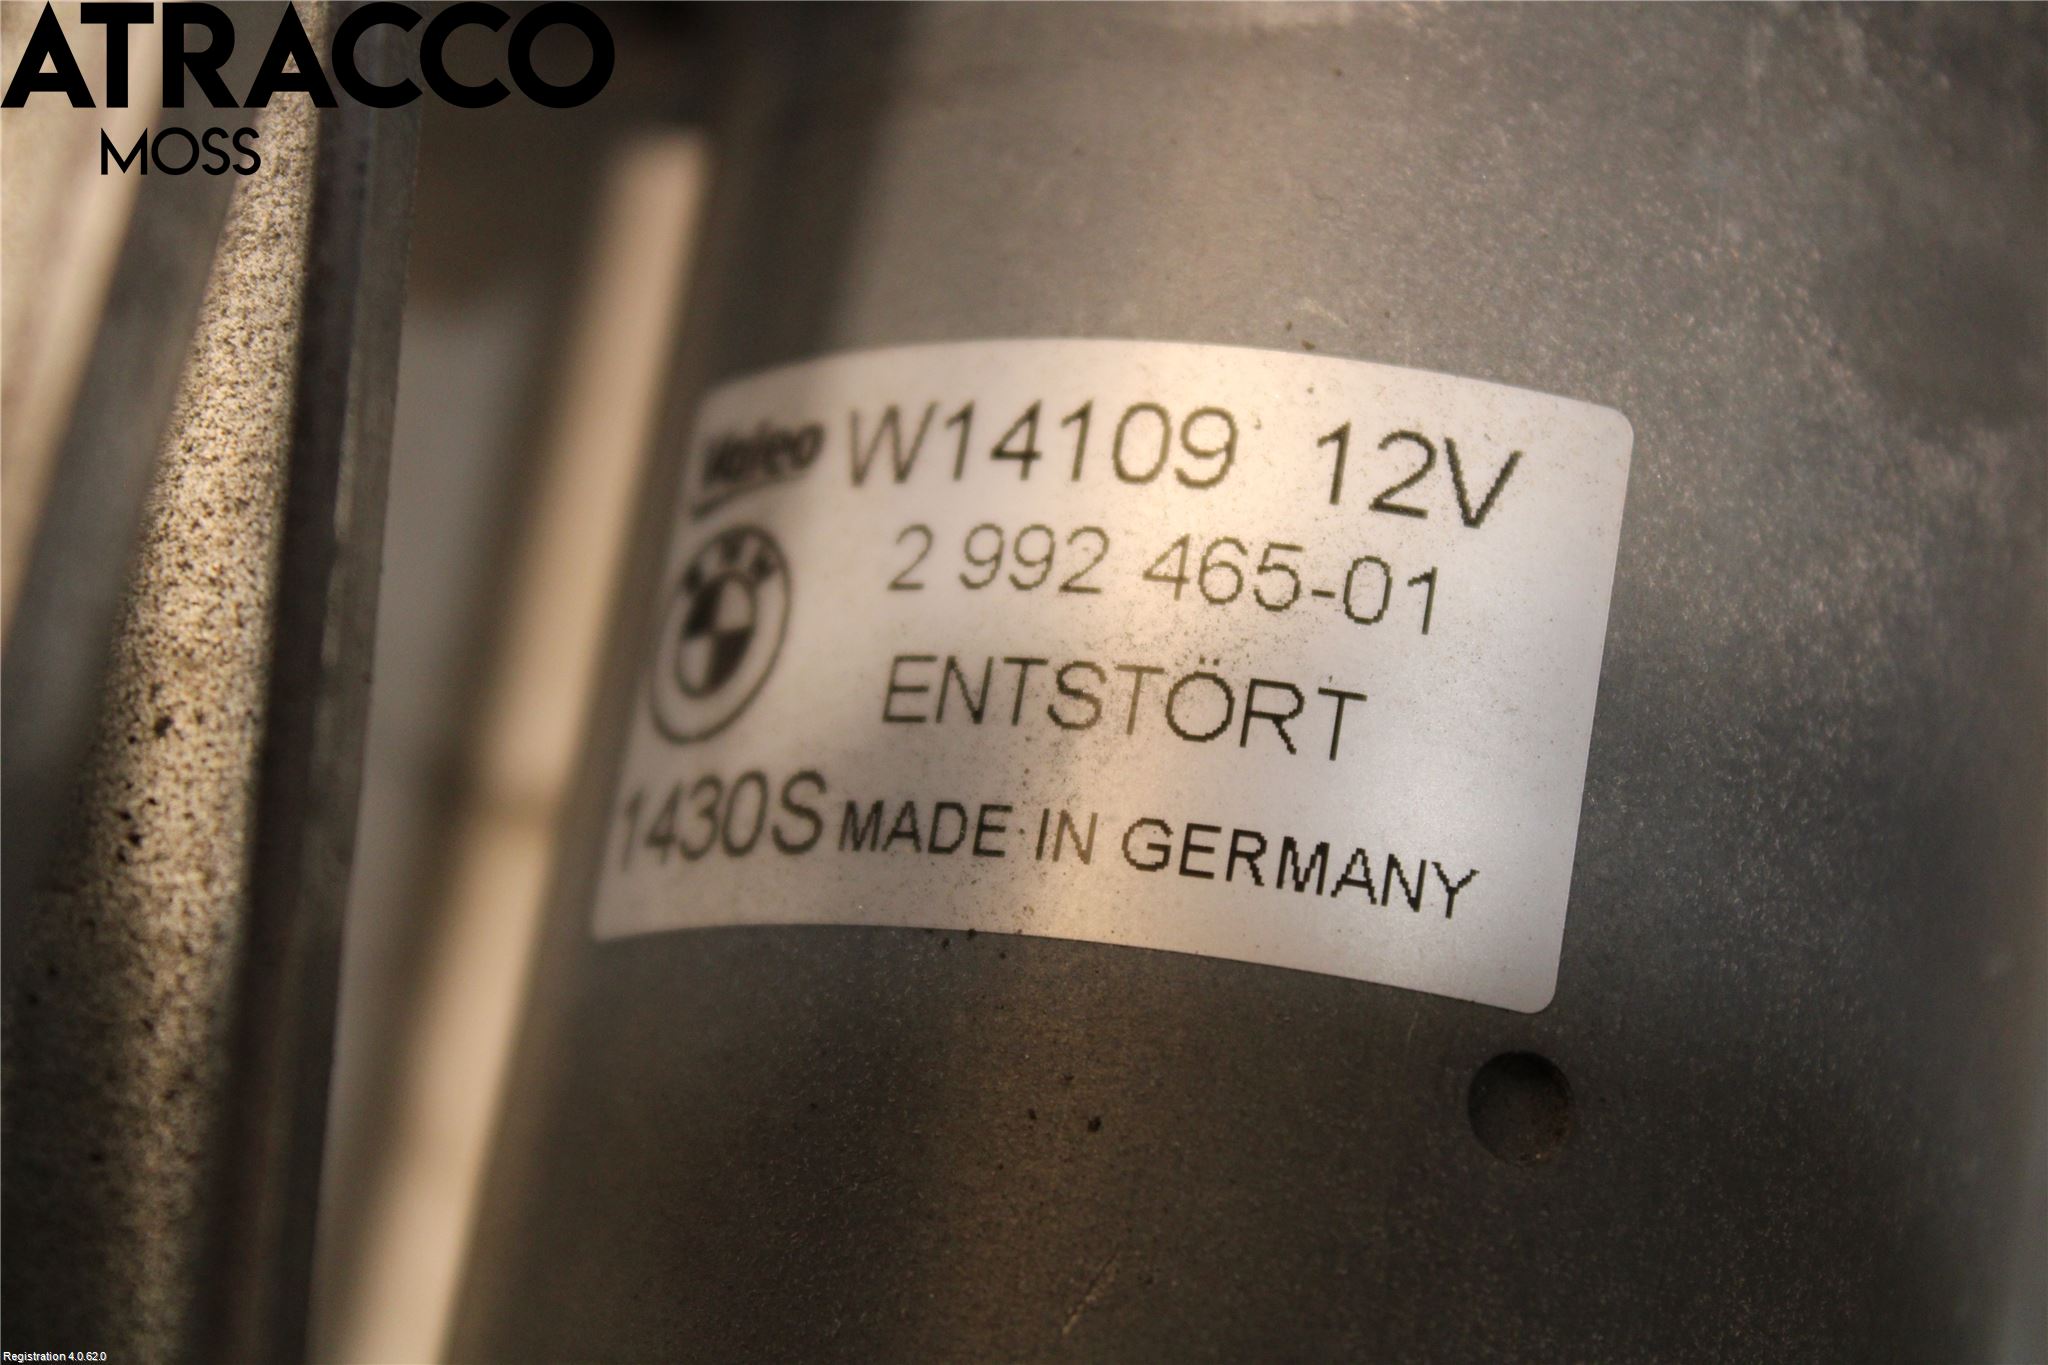 ATRACCO
MOSS
Valeo W14109 12V
BMW
2 992 465-01
ENTSTÖRT
1430S MADE IN GERMANY
Registration 4.0.62.0